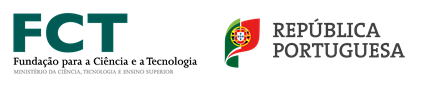 FCT
Fundação para a Ciência e a Tecnologia
MINISTÉRIO DA CIÊNCIA, TECNOLOGIA E ENSINO SUPERIOR
REPÚBLICA
PORTUGUESA